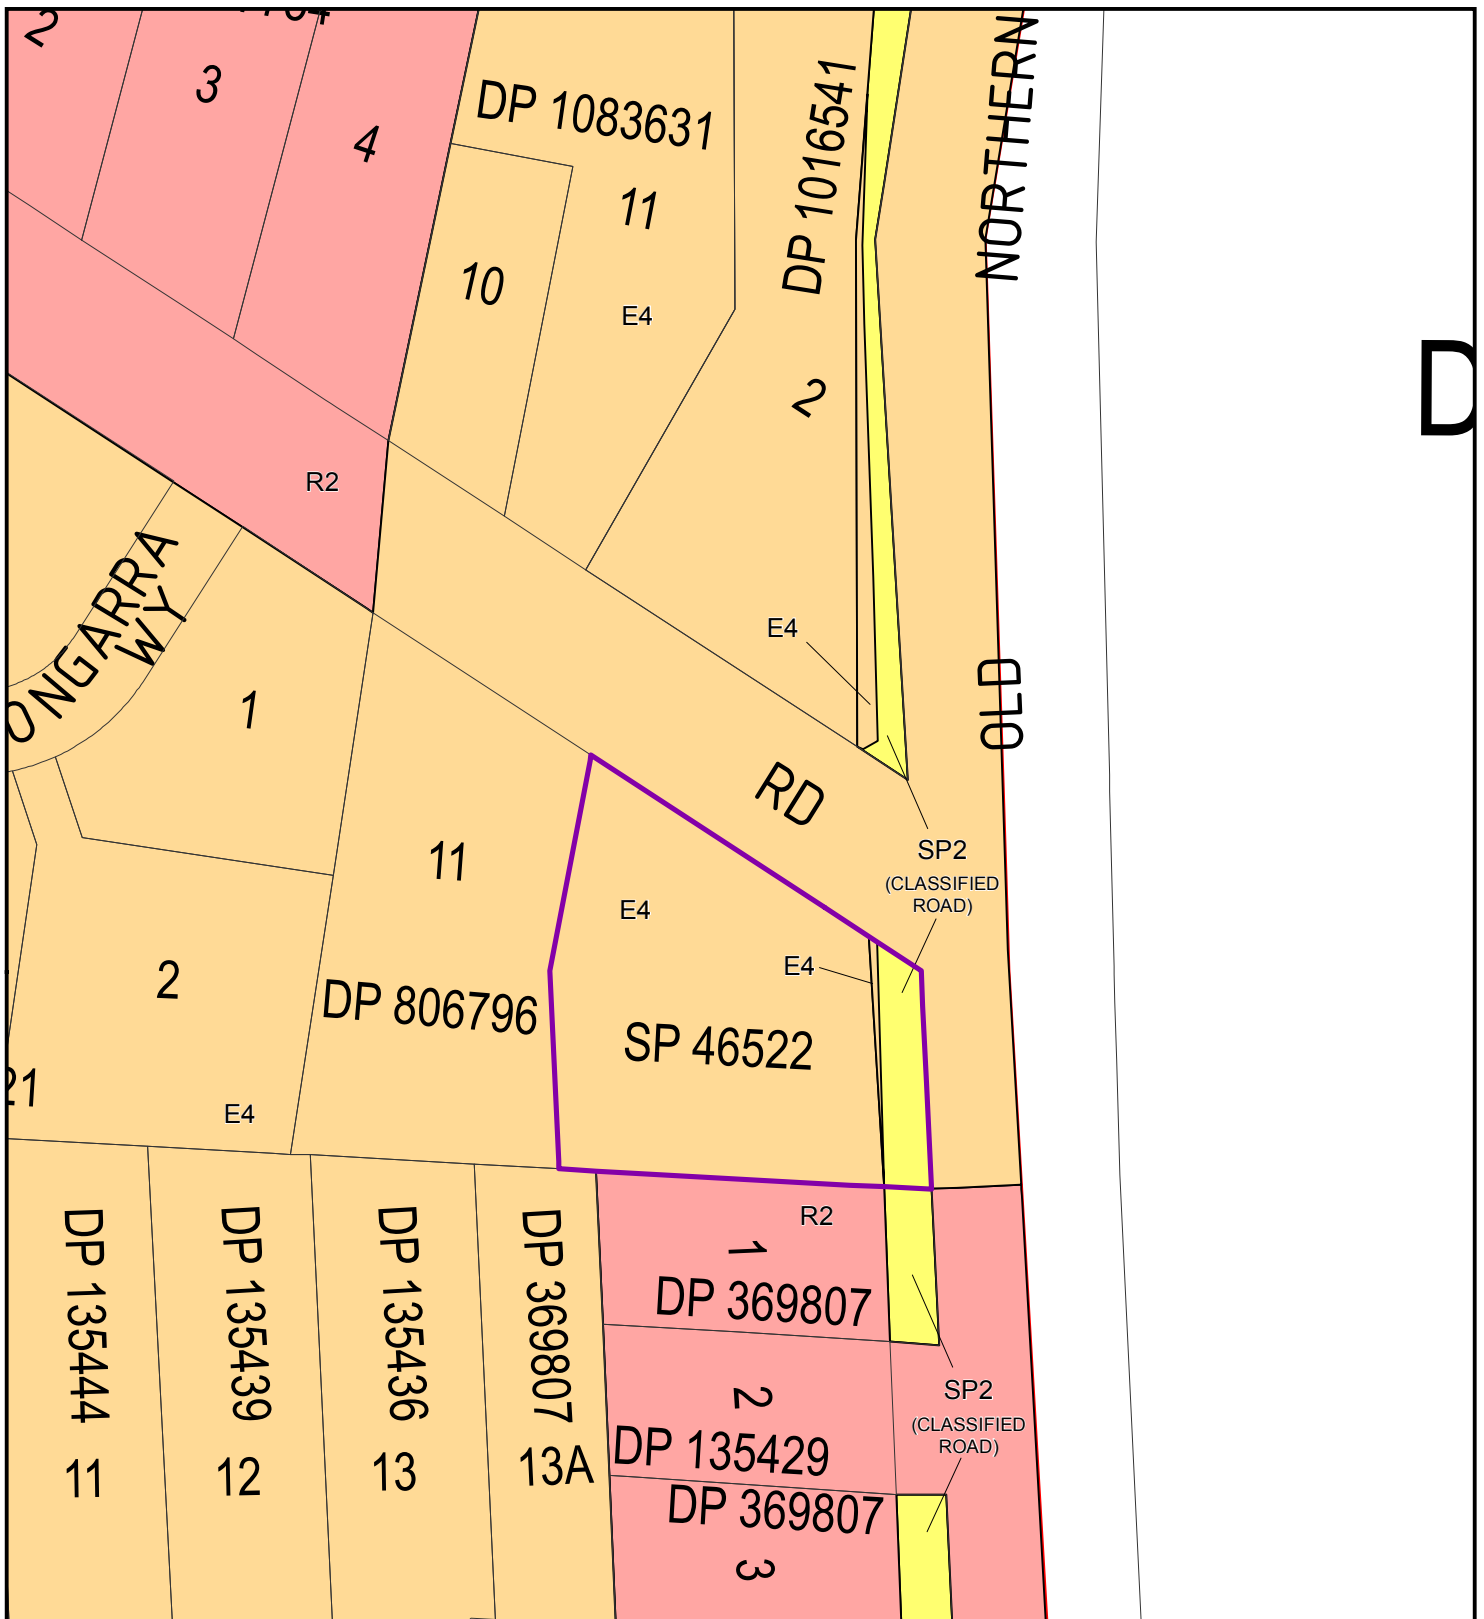 2
3
4
DP 1083631
11
10
E4
DP 1016541
2
NORTHERN
D
R2
E4
OLD
ONGARRA
WY
1
RD
SP2
(CLASSIFIED
ROAD)
11
E4
E4
2
DP 806796
SP 46522
21
E4
R2
1
DP 369807
DP 135444
11
DP 135439
12
DP 135436
13
DP 369807
13A
2
DP 135429
SP2
(CLASSIFIED
ROAD)
DP 369807
3